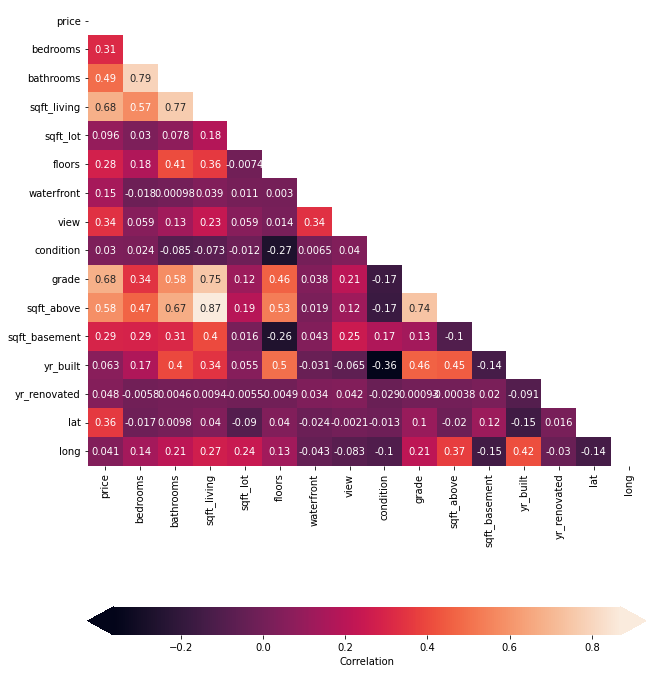 price
bedrooms 0.31
bathrooms 0.49 0.79
sqft_living 0.68 0.57 0.77
sqft_lot 0.096 0.03 0.078 0.18
floors 0.28 0.18 0.41 0.36 -0.0074
waterfront 0.15 -0.018 0.00098 0.039 0.011 0.003
view 0.34 0.059 0.13 0.23 0.059 0.014 0.34
condition 0.03 0.024 -0.085 -0.073 -0.012 -0.27 0.0065 0.04
grade 0.68 0.34 0.58 0.75 0.12 0.46 0.038 0.21 -0.17
sqft_above 0.58 0.47 0.67 0.87 0.19 0.53 0.019 0.12 -0.17 0.74
sqft_basement 0.29 0.29 0.31 0.4 0.016 -0.26 0.043 0.25 0.17 0.13 -0.1
yr_built 0.063 0.17 0.4 0.34 0.055 0.5 -0.031 -0.065 -0.36 0.46 0.45 -0.14
yr_renovated 0.048 -0.0058 0.0046 0.0094 -0.0055 0.0049 0.034 0.042 -0.029 0.02 -0.091
lat 0.36 -0.017 0.0098 0.04 -0.09 0.04 -0.024 -0.0021 -0.013 0.1 -0.02 0.12 -0.15 0.016
long 0.041 0.14 0.21 0.27 0.24 0.13 -0.043 -0.083 -0.1 0.21 0.37 -0.15 0.42 -0.03 -0.14
price bedrooms bathrooms sqft_living sqft_lot floors waterfront view condition grade sqft_above sqft_basement yr_built yr_renovated lat long
−0.2 0.0 0.2 0.4 0.6 0.8
Correlation